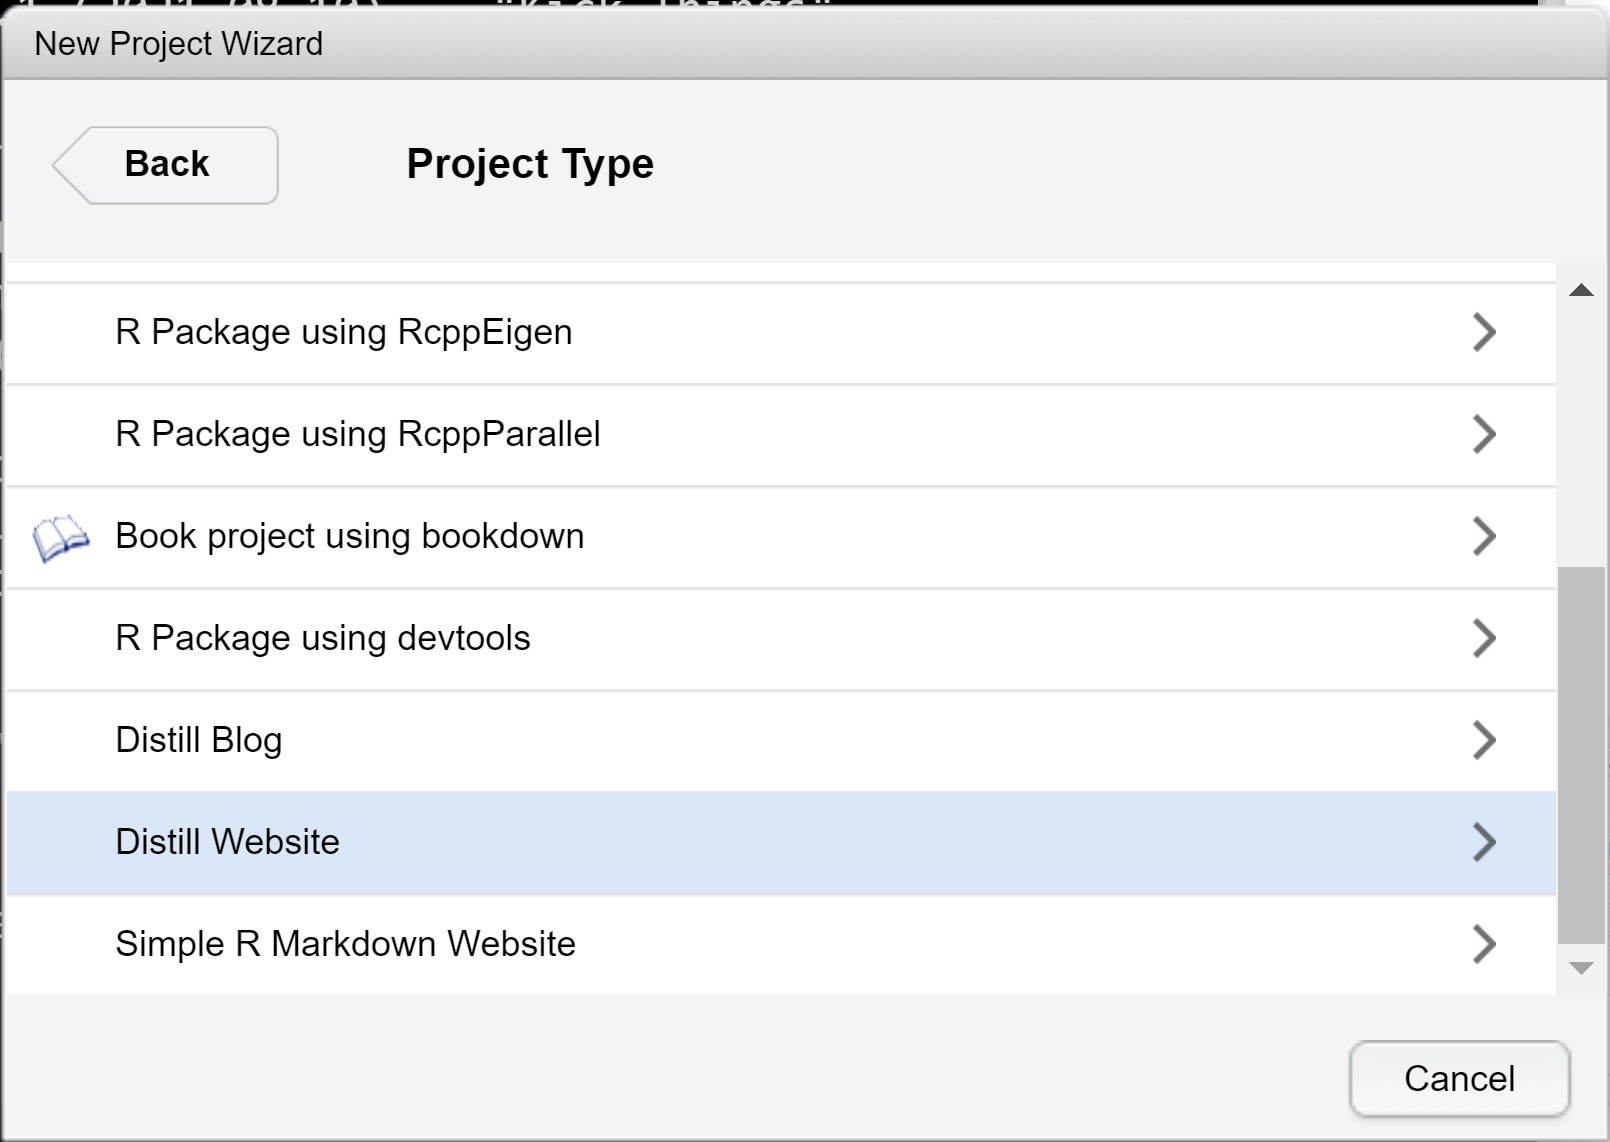 New Project Wizard
Back
Project Type
R Package using RcppEigen
R Package using RcppParallel
Book project using bookdown
R Package using devtools
Distill Blog
Distill Website
Simple R Markdown Website
Cancel